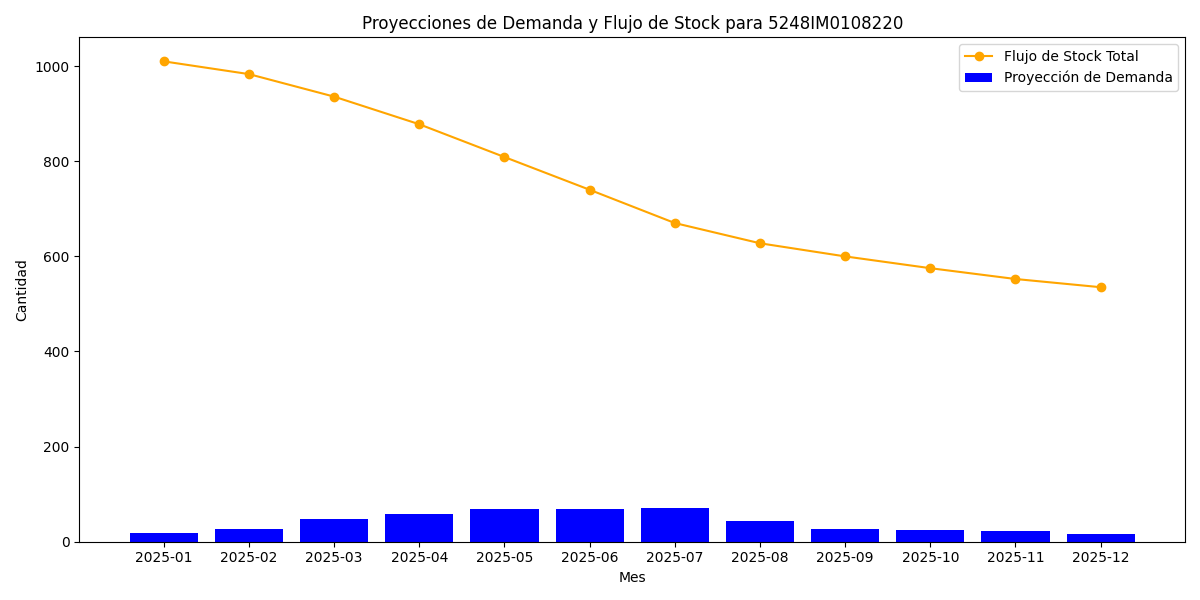 Proyecciones de Demanda y Flujo de Stock para 5248IM0108220
Flujo de Stock Total
Proyección de Demanda
Cantidad
1000
800
600
400
200
0
2025-01 2025-02 2025-03 2025-04 2025-05 2025-06 2025-07 2025-08 2025-09 2025-10 2025-11 2025-12
Mes